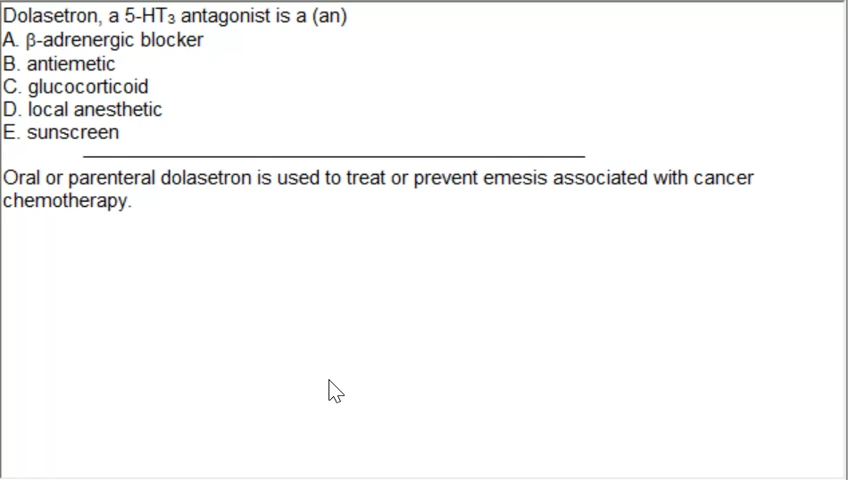 Dolasetron, a 5-HT₃ antagonist is a (an)
A. β-adrenergic blocker
B. antiemetic
C. glucocorticoid
D. local anesthetic
E. sunscreen
Oral or parenteral dolasetron is used to treat or prevent emesis associated with cancer
chemotherapy.